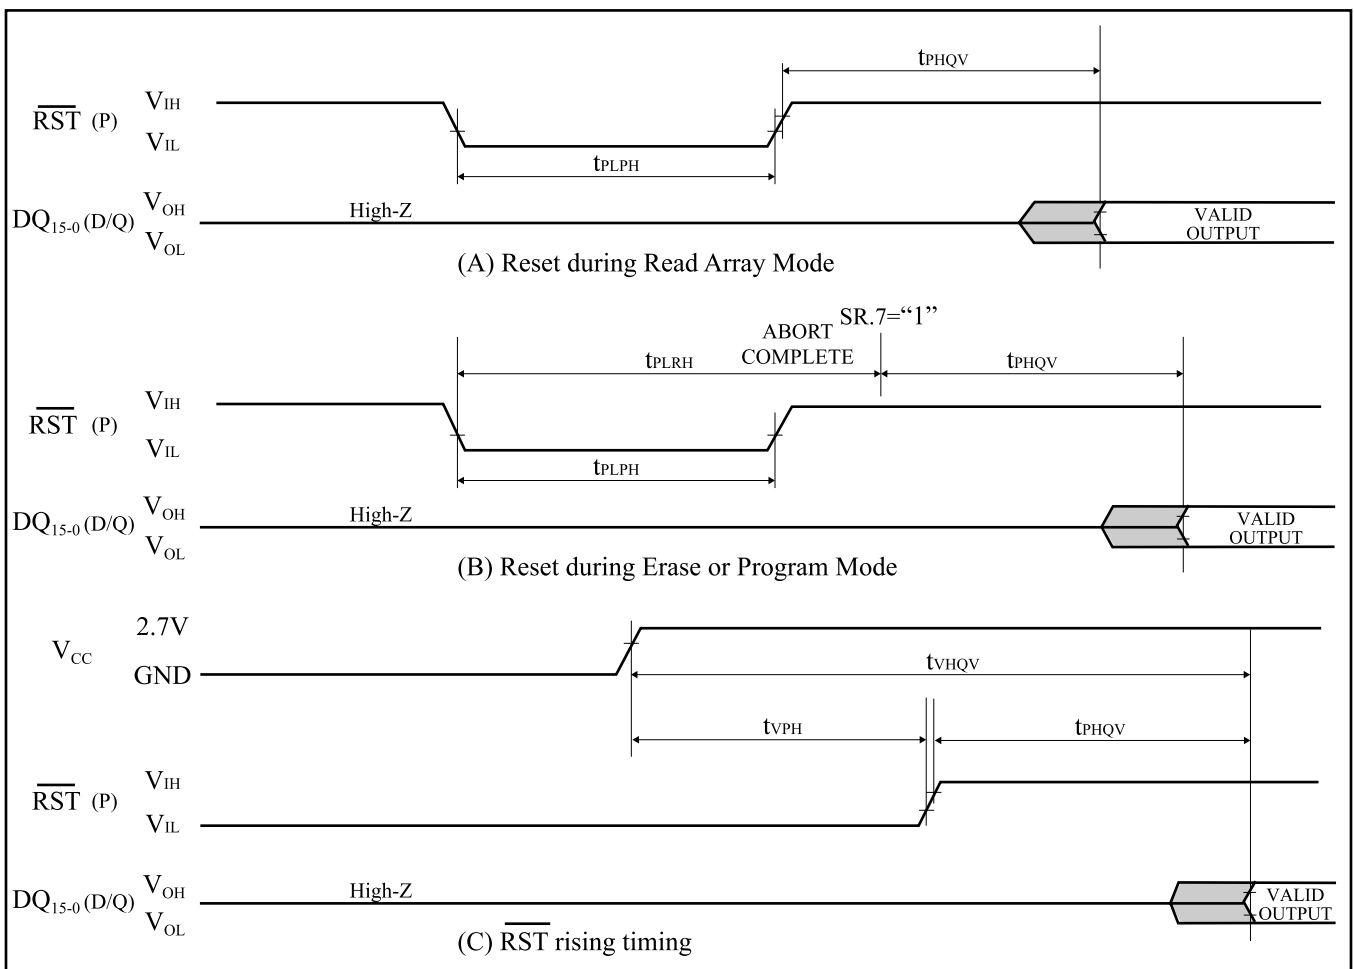 tPHQV
VIH
RST (P)
VIL
tPLPH
VOH
High-Z
VALID
DQ15-0 (D/Q)
OUTPUT
VOL
(A) Reset during Read Array Mode
SR.7=“1”
ABORT
COMPLETE
tPLRH
tPHQV
VIH
RST (P)
VIL
tPLPH
VOH
High-Z
VALID
DQ15-0 (D/Q)
OUTPUT
VOL
(B) Reset during Erase or Program Mode
2.7V
VCC
GND
tVHQV
tVPH
tPHQV
VIH
RST (P)
VIL
VOH
High-Z
VALID
DQ15-0 (D/Q)
OUTPUT
VOL
(C) RST rising timing